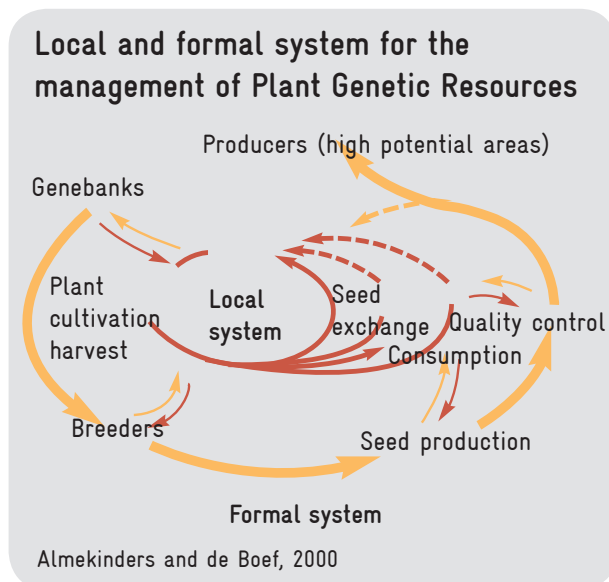 Local and formal system for the
management of Plant Genetic Resources
Producers (high potential areas)
Genebanks
Plant
cultivation
harvest
Local
system
Seed
exchange
Consumption
Quality control
Breeders
Seed production
Formal system
Almekinders and de Boef, 2000